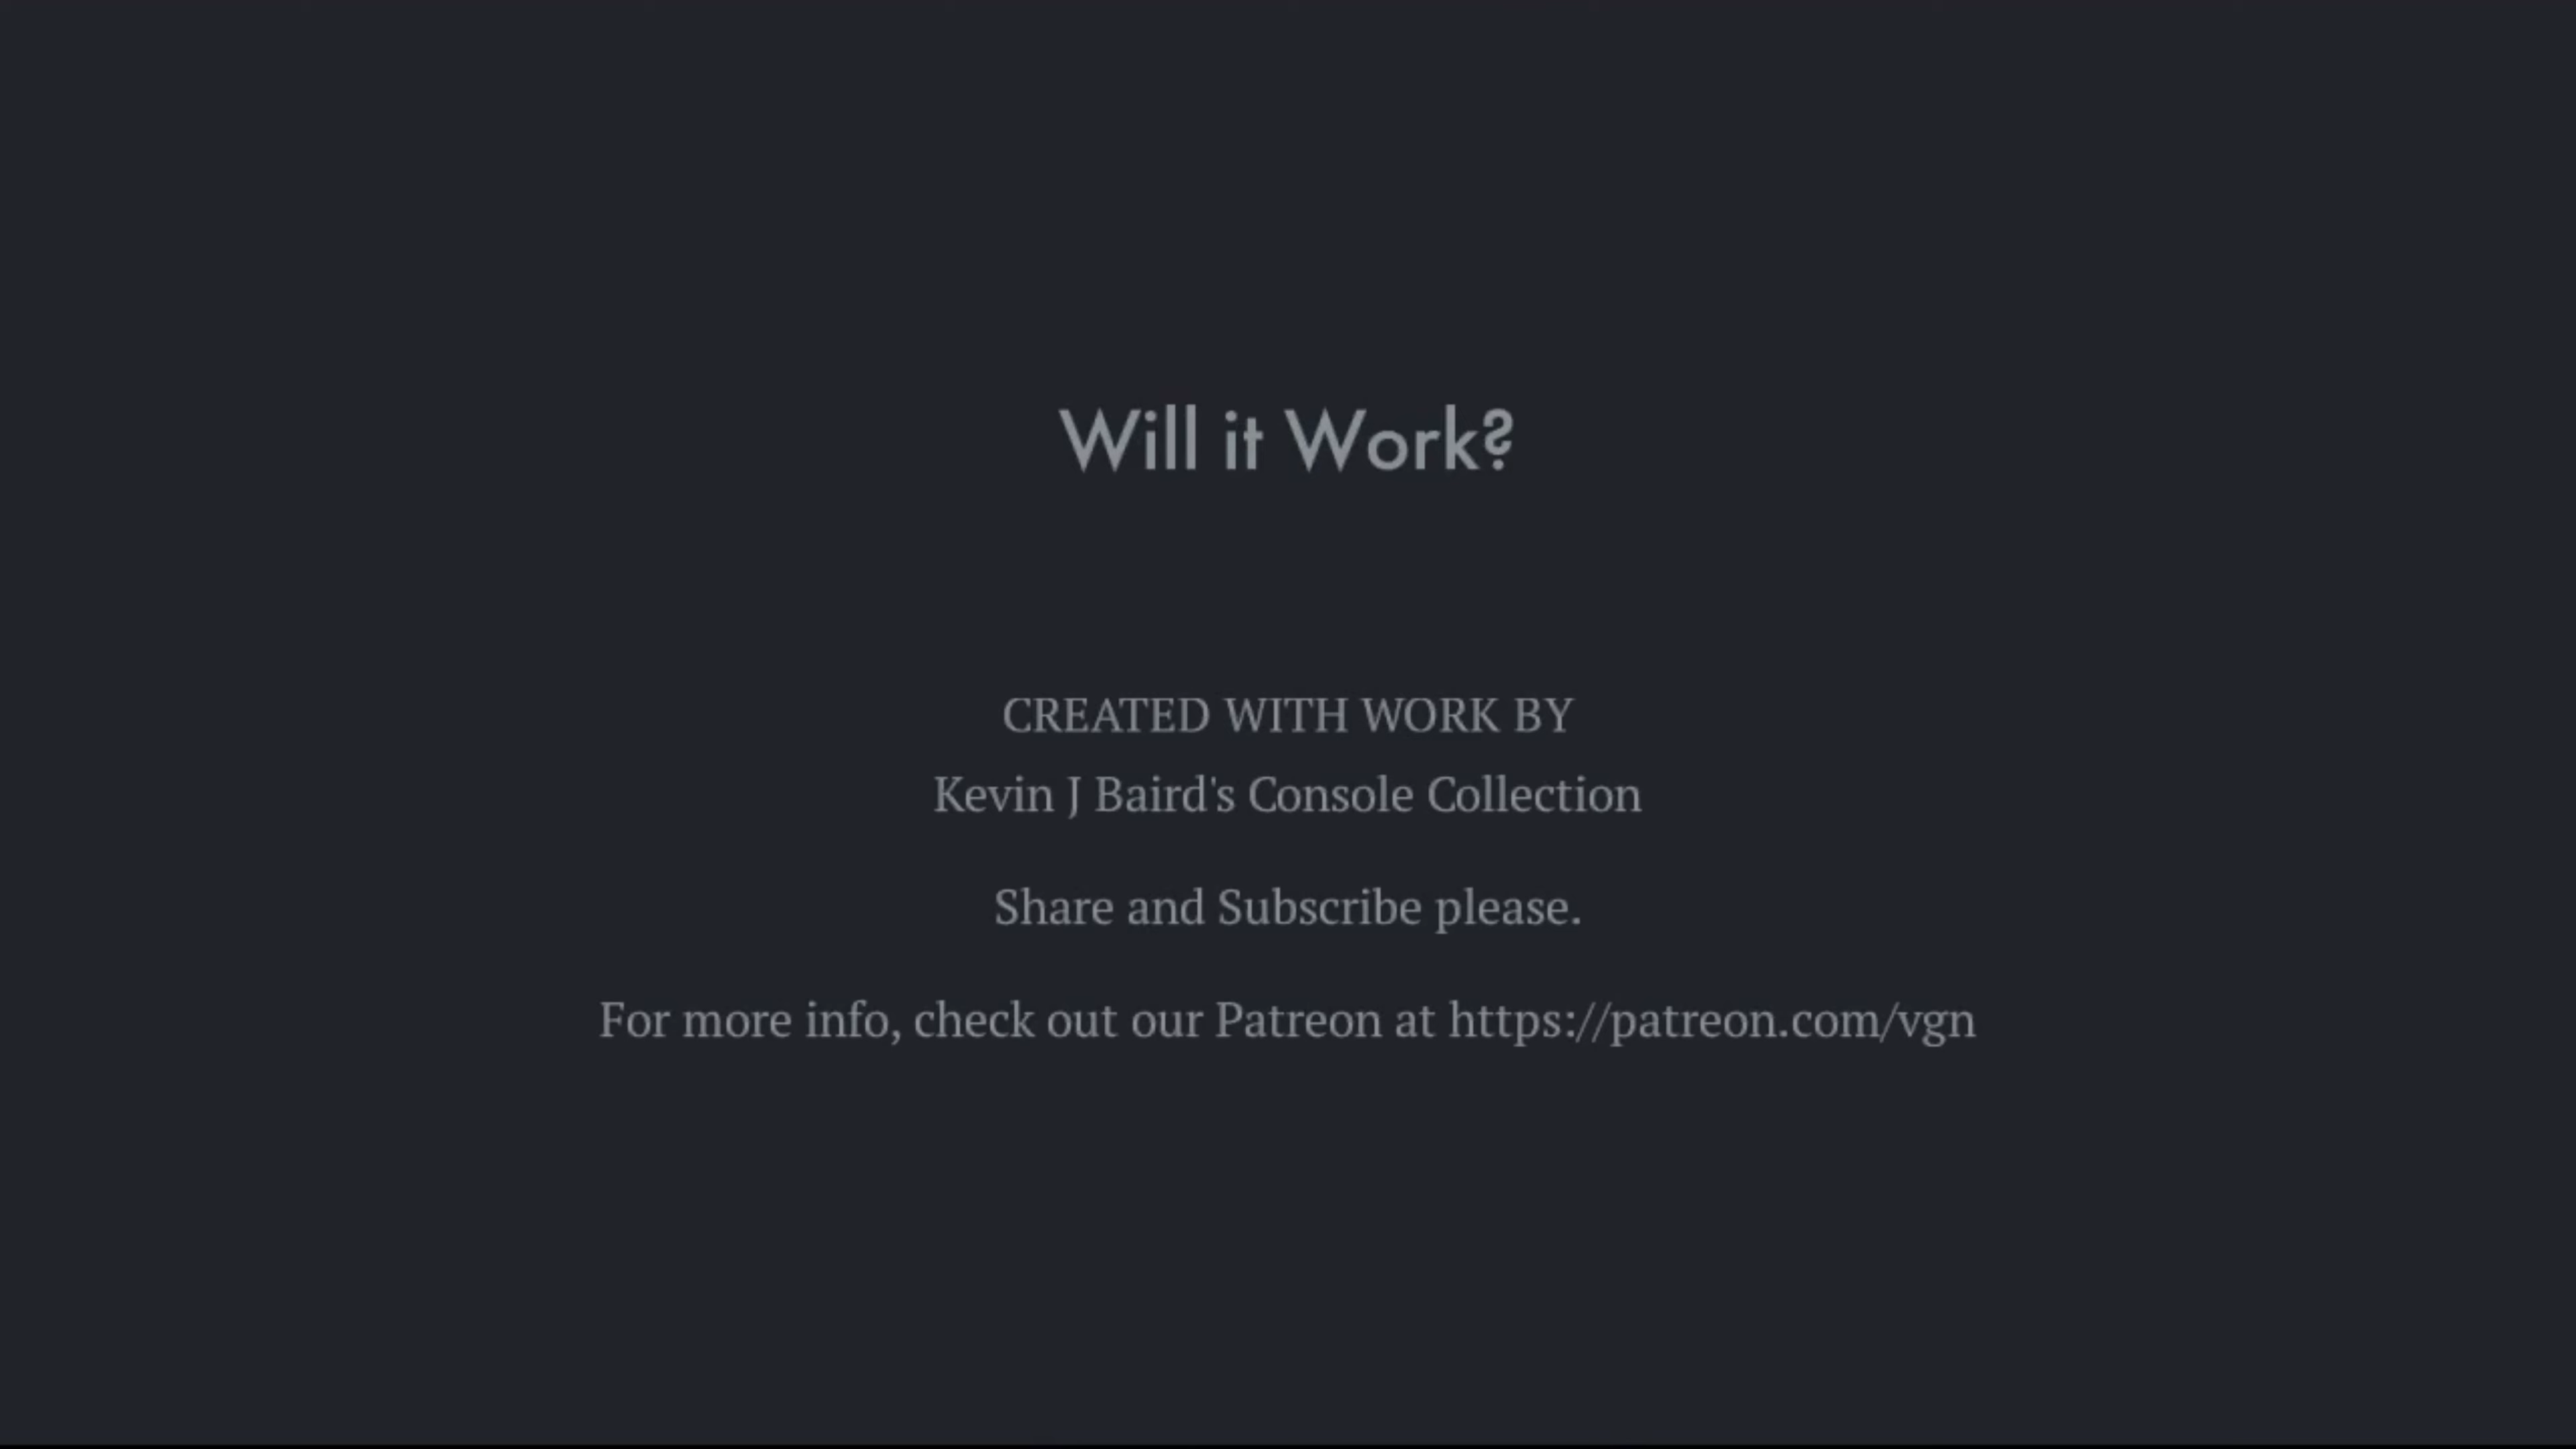 Will it Work?
CREATED WITH WORK BY
Kevin J Baird's Console Collection
Share and Subscribe please.
For more info, check out our Patreon at https://patreon.com/vgn